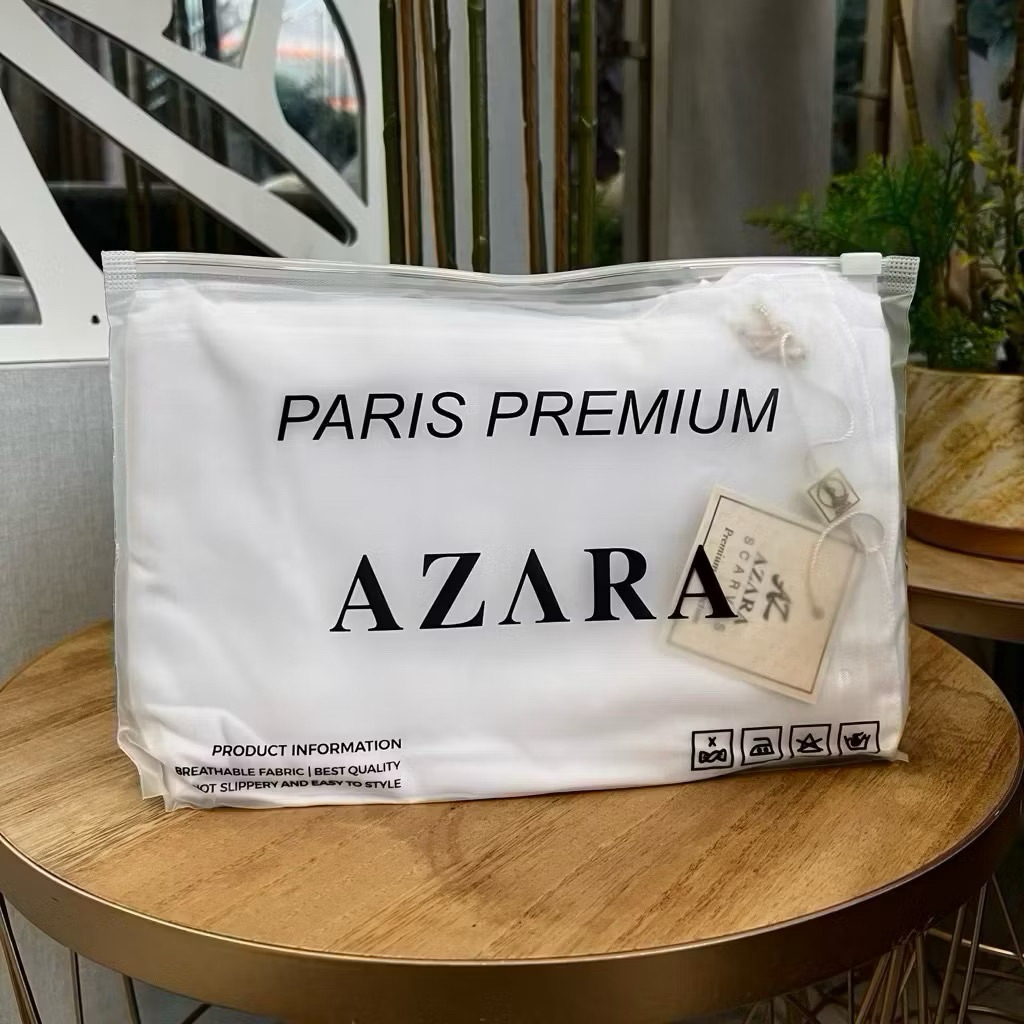 PARIS PREMIUM
AZARA
AZARA
SCARVES
Premium
PRODUCT INFORMATION
BREATHABLE FABRIC | BEST QUALITY
NOT SLIPPERY AND EASY TO STYLE
X